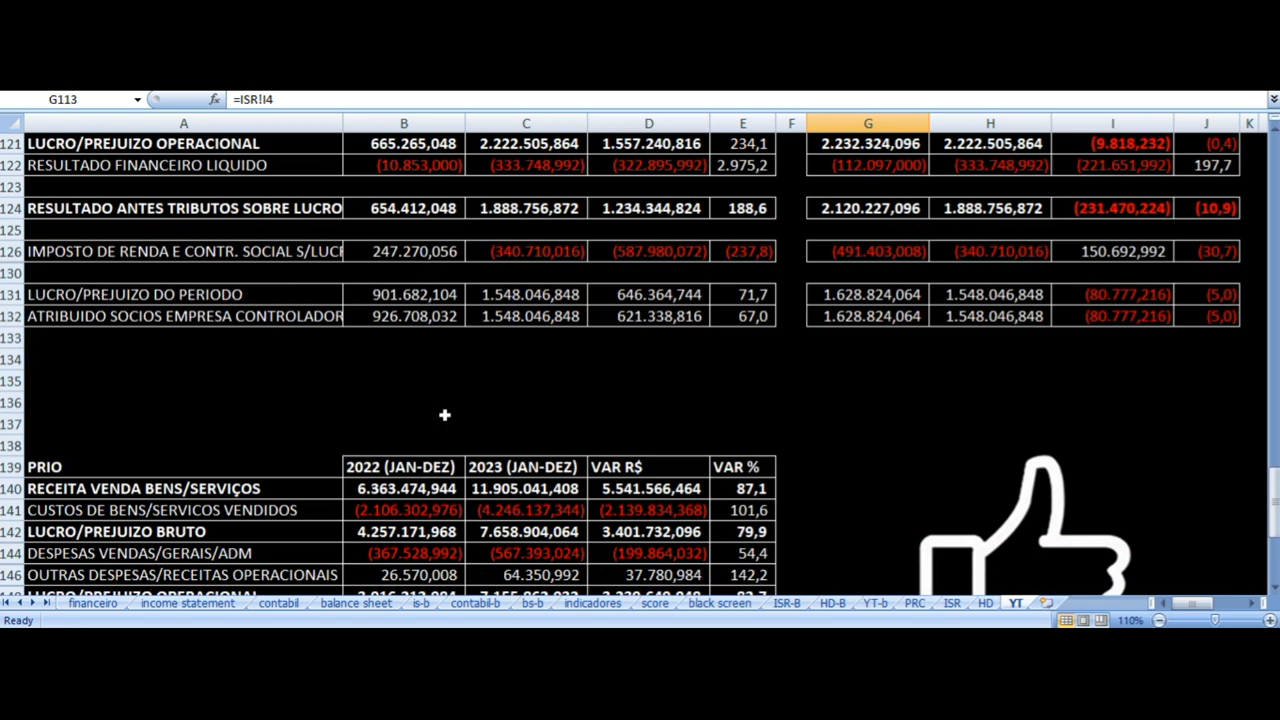 G113 fx =ISR!I4
A B C D E F G H I J K
121 LUCRO/PREJUIZO OPERACIONAL 665.265,048 2.222.505,864 1.557.240,816 234,1 2.232.324,096 2.222.505,864 (9.818,232) (0,4)
122 RESULTADO FINANCEIRO LIQUIDO (10.853,000) (333.748,992) (322.895,992) 2.975,2 (112.097,000) (333.748,992) (221.651,992) 197,7
123
124 RESULTADO ANTES TRIBUTOS SOBRE LUCRO 654.412,048 1.888.756,872 1.234.344,824 188,6 2.120.227,096 1.888.756,872 (231.470,224) (10,9)
125
126 IMPOSTO DE RENDA E CONTR. SOCIAL S/LUCR 247.270,056 (340.710,016) (587.980,072) (237,8) (491.403,008) (340.710,016) 150.692,992 (30,7)
130
131 LUCRO/PREJUIZO DO PERIODO 901.682,104 1.548.046,848 646.364,744 71,7 1.628.824,064 1.548.046,848 (80.777,216) (5,0)
132 ATRIBUIDO SOCIOS EMPRESA CONTROLADOR 926.708,032 1.548.046,848 621.338,816 67,0 1.628.824,064 1.548.046,848 (80.777,216) (5,0)
133
134
135
136
137
138
139 PRIO 2022 (JAN-DEZ) 2023 (JAN-DEZ) VAR R$ VAR %
140 RECEITA VENDA BENS/SERVIÇOS 6.363.474,944 11.905.041,408 5.541.566,464 87,1
141 CUSTOS DE BENS/SERVICOS VENDIDOS (2.106.302,976) (4.246.137,344) (2.139.834,368) 101,6
142 LUCRO/PREJUIZO BRUTO 4.257.171,968 7.658.904,064 3.401.732,096 79,9
144 DESPESAS VENDAS/GERAIS/ADM (367.528,992) (567.393,024) (199.864,032) 54,4
146 OUTRAS DESPESAS/RECEITAS OPERACIONAIS 26.570,008 64.350,992 37.780,984 142,2
financeiro income statement contabil balance sheet is-b contabil-b bs-b indicadores score black screen ISR-B HD-B YT-b PRC ISR HD YT
Ready 110%